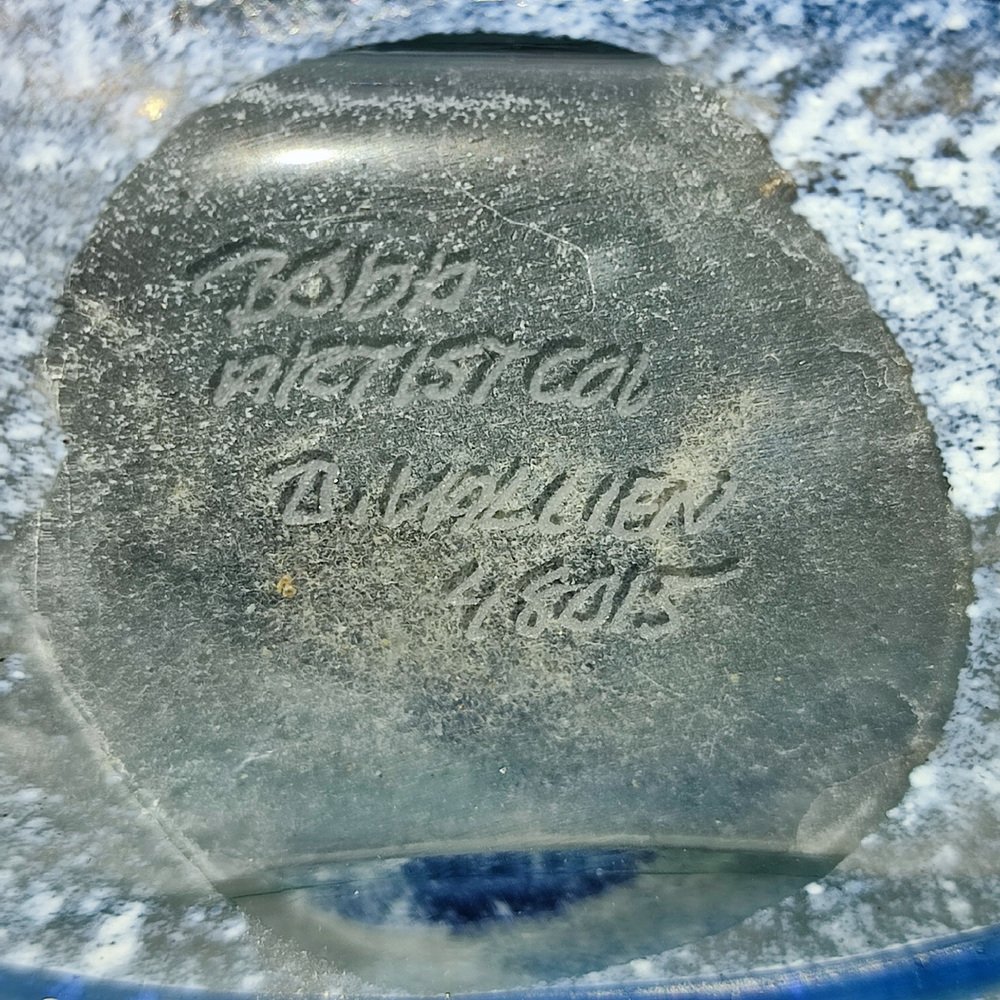 BOdA
ARTIST COL
B. VALLIEN
48015